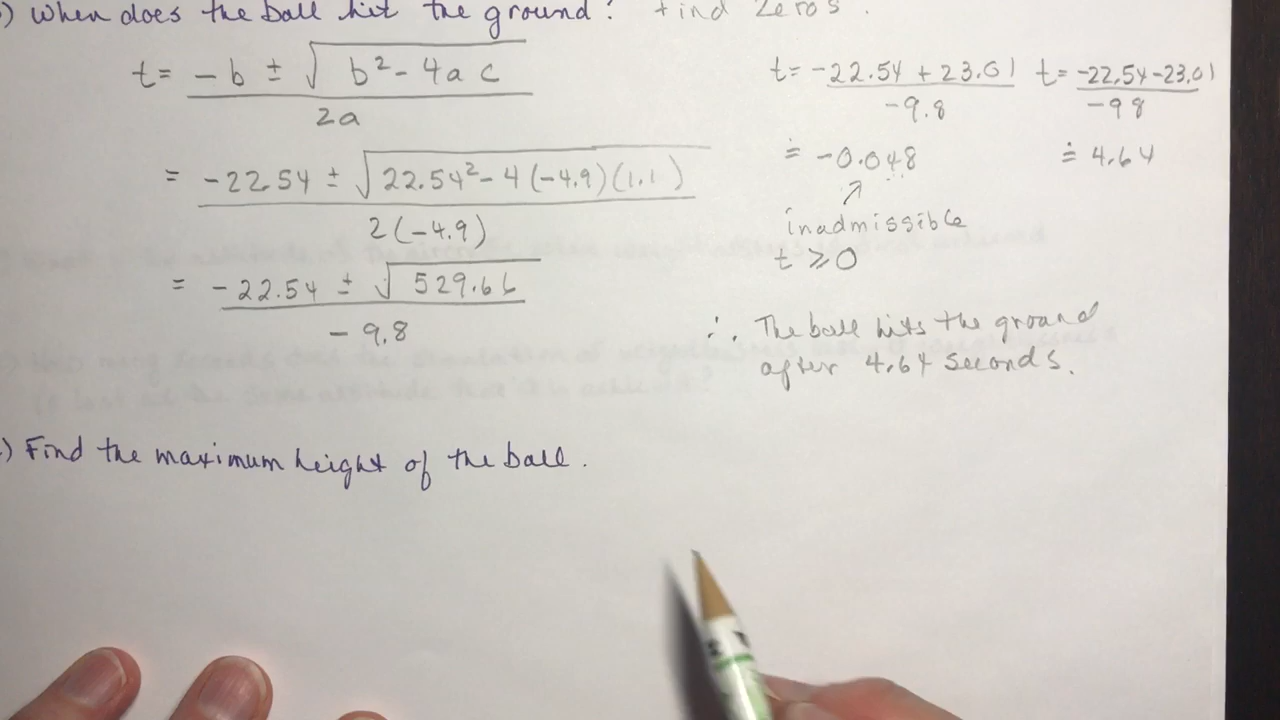 ) When does the ball hit the ground? Find zeros.
t = -b ± √b² - 4ac
2a
= -22.54 ± √22.54² - 4(-4.9)(1.1)
2(-4.9)
= -22.54 ± √529.66
-9.8
t = -22.54 + 23.01
-9.8
≐ -0.048
inadmissible
t ≥ 0
t = -22.54 - 23.01
-98
≐ 4.64
∴ The ball hits the ground
after 4.64 seconds.
) Find the maximum height of the ball.